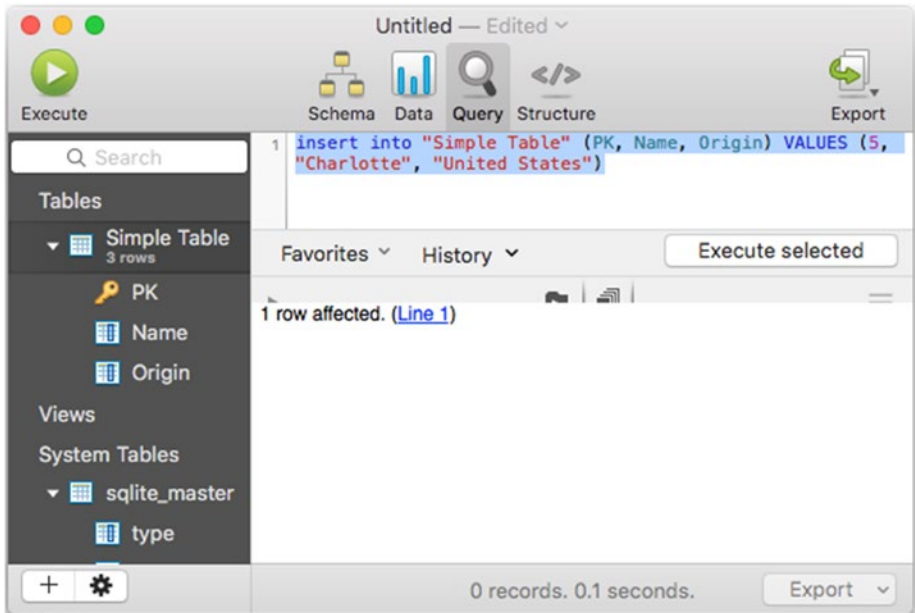 Untitled — Edited
Execute
Schema Data Query </> Structure
Export
Search
Tables
Simple Table
3 rows
PK
Name
Origin
Views
System Tables
sqlite_master
type
1 insert into "Simple Table" (PK, Name, Origin) VALUES (5,
"Charlotte", "United States")
Favorites History Execute selected
1 row affected. (Line 1)
0 records. 0.1 seconds. Export